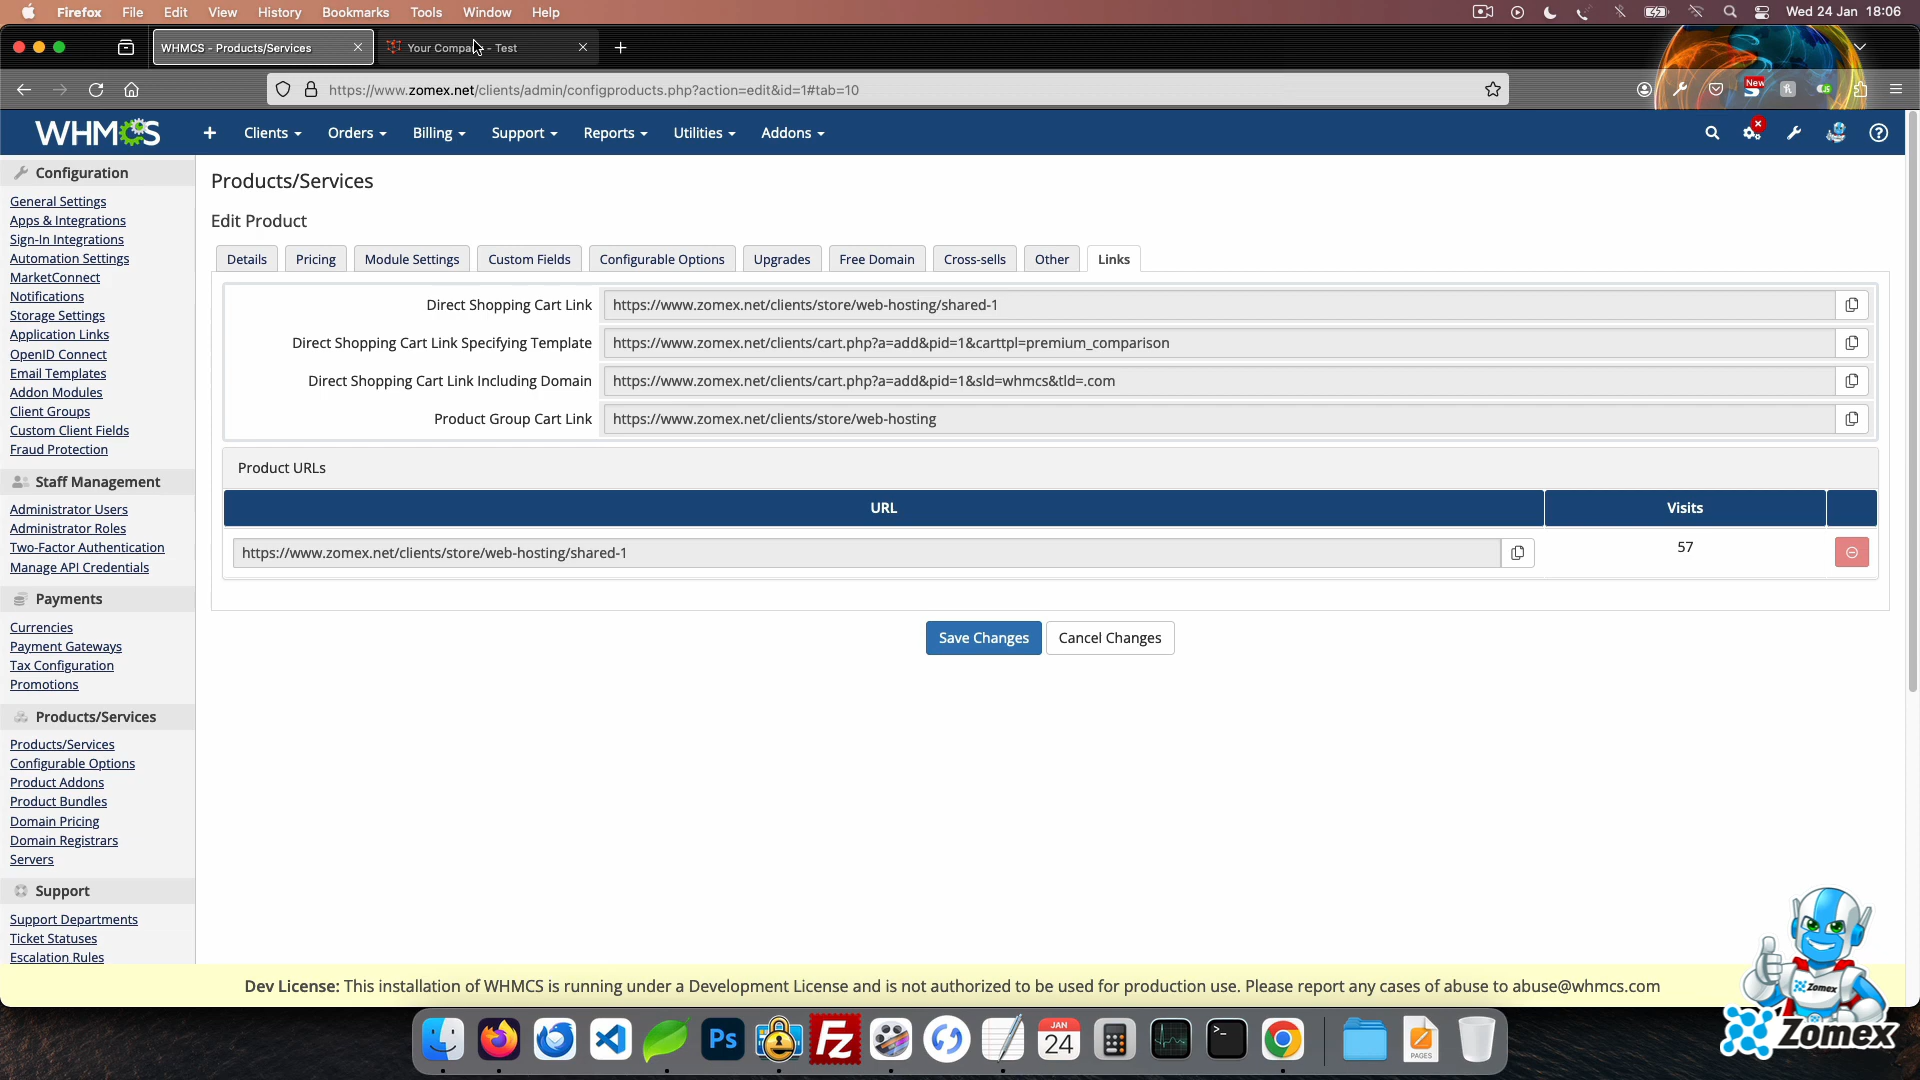 Firefox File Edit View History Bookmarks Tools Window Help Wed 24 Jan 18:06
WHMCS - Products/Services Your Compa - Test
https://www.zomex.net/clients/admin/configproducts.php?action=edit&id=1#tab=10
New
WHMCS + Clients Orders Billing Support Reports Utilities Addons
Configuration
General Settings
Apps & Integrations
Sign-In Integrations
Automation Settings
MarketConnect
Notifications
Storage Settings
Application Links
OpenID Connect
Email Templates
Addon Modules
Client Groups
Custom Client Fields
Fraud Protection
Staff Management
Administrator Users
Administrator Roles
Two-Factor Authentication
Manage API Credentials
Payments
Currencies
Payment Gateways
Tax Configuration
Promotions
Products/Services
Products/Services
Configurable Options
Product Addons
Product Bundles
Domain Pricing
Domain Registrars
Servers
Support
Support Departments
Ticket Statuses
Escalation Rules
Products/Services
Edit Product
Details Pricing Module Settings Custom Fields Configurable Options Upgrades Free Domain Cross-sells Other Links
Direct Shopping Cart Link https://www.zomex.net/clients/store/web-hosting/shared-1
Direct Shopping Cart Link Specifying Template https://www.zomex.net/clients/cart.php?a=add&pid=1&carttpl=premium_comparison
Direct Shopping Cart Link Including Domain https://www.zomex.net/clients/cart.php?a=add&pid=1&sld=whmcs&tld=.com
Product Group Cart Link https://www.zomex.net/clients/store/web-hosting
Product URLs
URL Visits
https://www.zomex.net/clients/store/web-hosting/shared-1 57
Save Changes Cancel Changes
Dev License: This installation of WHMCS is running under a Development License and is not authorized to be used for production use. Please report any cases of abuse to abuse@whmcs.com
Zomex
Zomex
Ps
FZ
JAN
24
PAGES